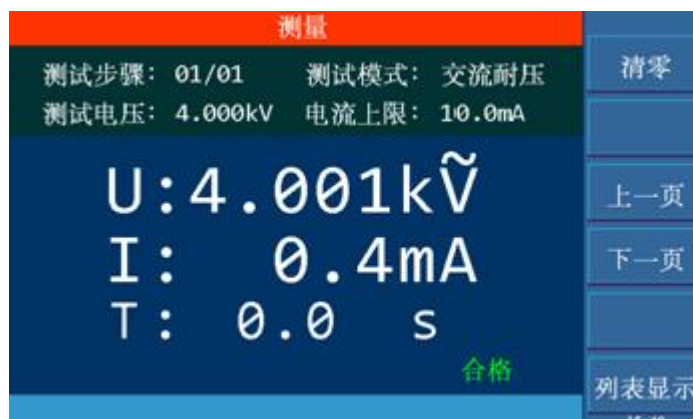 测量
测试步骤: 01/01 测试模式: 交流耐压
测试电压: 4.000kV 电流上限: 10.0mA
U:4.001kṼ
I: 0.4mA
T: 0.0 s
合格
清零
上一页
下一页
列表显示